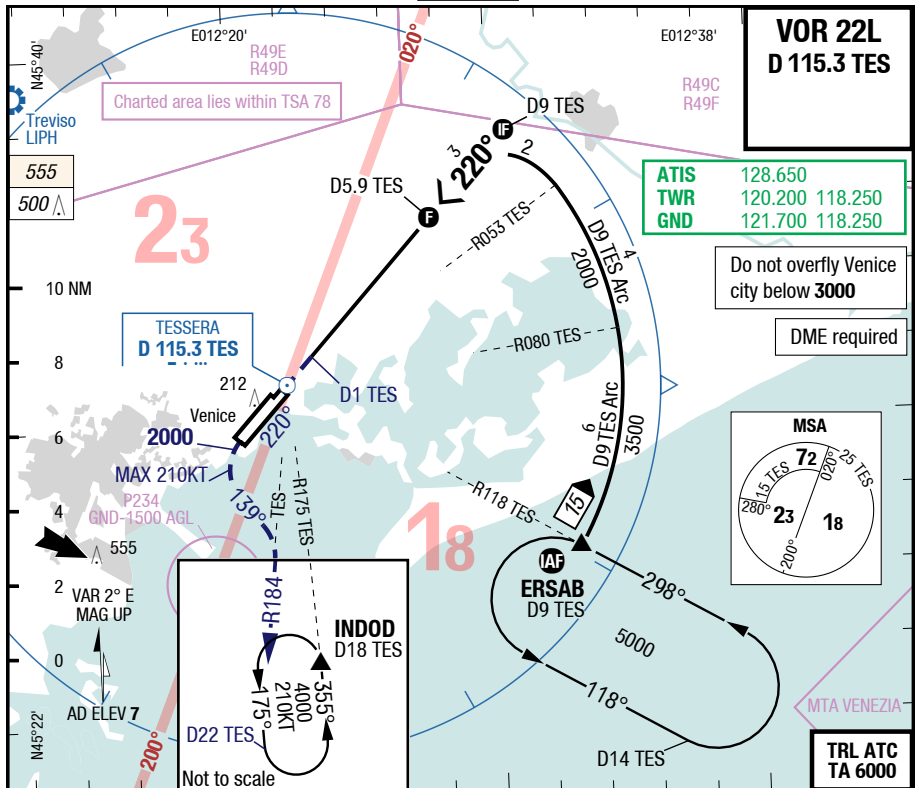 E012°20'
E012°38'
N45°40'
020°
R49E
R49D
Charted area lies within TSA 78
R49C
R49F
VOR 22L
D 115.3 TES
Treviso
LIPH
D9 TES
IF
2
3
220°
D5.9 TES
F
555
500
23
R053 TES
D9 TES Arc
2000
4
ATIS 128.650
TWR 120.200 118.250
GND 121.700 118.250
Do not overfly Venice
city below 3000
DME required
10 NM
8
6
4
2
0
TESSERA
D 115.3 TES
R080 TES
D1 TES
212
Venice
220°
2000
MAX 210KT
139°
TES
R175 TES
R118 TES
6
D9 TES Arc
3500
15
MSA
72
020°
25 TES
15 TES
280°
23
18
200°
P234
GND-1500 AGL
18
555
IAF
ERSAB
D9 TES
298°
5000
118°
D14 TES
VAR 2° E
MAG UP
R184
INDOD
D18 TES
175°
210KT
4000
355°
D22 TES
Not to scale
AD ELEV 7
N45°22'
200°
MTA VENEZIA
TRL ATC
TA 6000